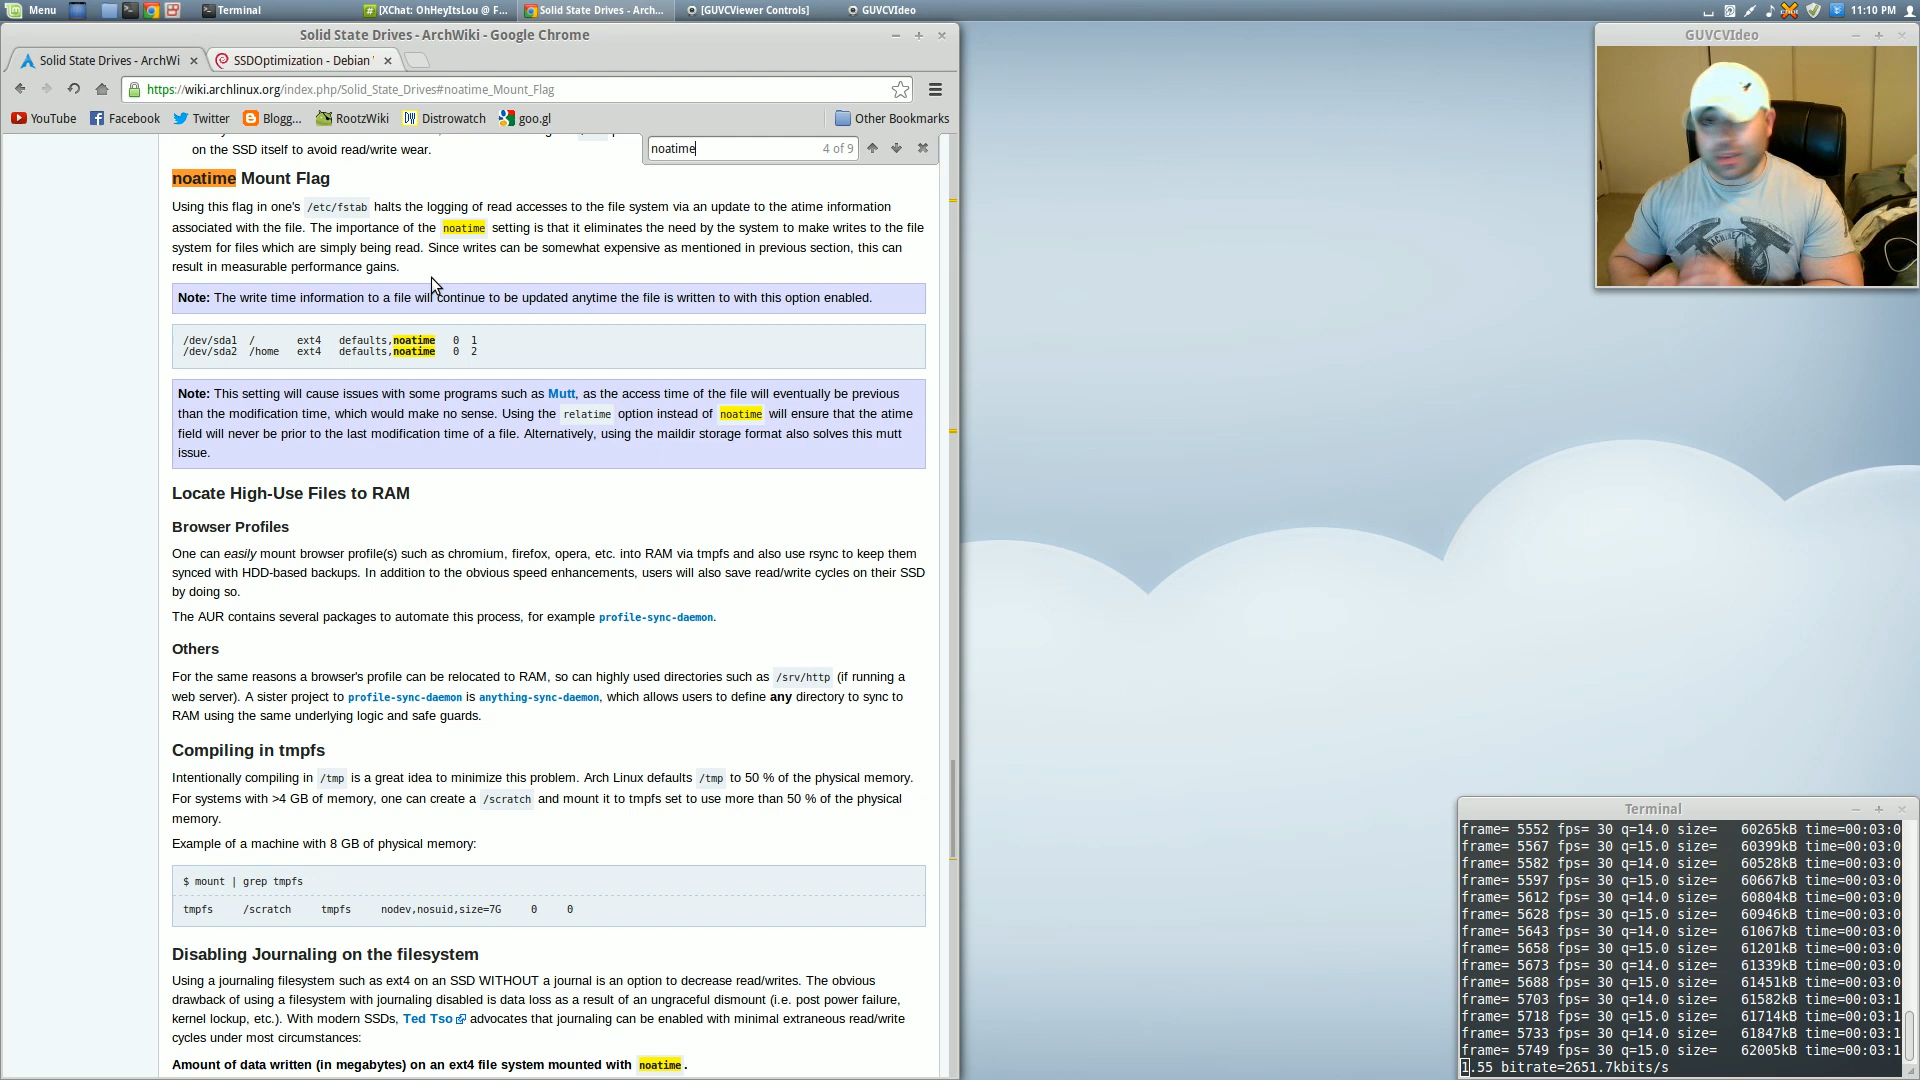 Menu
Terminal
[XChat: OhHeyItsLou @ F...
Solid State Drives - Arch...
[GUVCViewer Controls]
GUVCVIdeo
11:10 PM
Solid State Drives - ArchWiki - Google Chrome
Solid State Drives - ArchWi
SSDOptimization - Debian
https://wiki.archlinux.org/index.php/Solid_State_Drives#noatime_Mount_Flag
YouTube
Facebook
Twitter
Blogg...
RootzWiki
Distrowatch
goo.gl
Other Bookmarks
noatime
4 of 9
on the SSD itself to avoid read/write wear.
noatime Mount Flag
Using this flag in one's /etc/fstab halts the logging of read accesses to the file system via an update to the atime information
associated with the file. The importance of the noatime setting is that it eliminates the need by the system to make writes to the file
system for files which are simply being read. Since writes can be somewhat expensive as mentioned in previous section, this can
result in measurable performance gains.
Note: The write time information to a file will continue to be updated anytime the file is written to with this option enabled.
/dev/sda1 / ext4 defaults,noatime 0 1
/dev/sda2 /home ext4 defaults,noatime 0 2
Note: This setting will cause issues with some programs such as Mutt, as the access time of the file will eventually be previous
than the modification time, which would make no sense. Using the relatime option instead of noatime will ensure that the atime
field will never be prior to the last modification time of a file. Alternatively, using the maildir storage format also solves this mutt
issue.
Locate High-Use Files to RAM
Browser Profiles
One can easily mount browser profile(s) such as chromium, firefox, opera, etc. into RAM via tmpfs and also use rsync to keep them
synced with HDD-based backups. In addition to the obvious speed enhancements, users will also save read/write cycles on their SSD
by doing so.
The AUR contains several packages to automate this process, for example profile-sync-daemon.
Others
For the same reasons a browser's profile can be relocated to RAM, so can highly used directories such as /srv/http (if running a
web server). A sister project to profile-sync-daemon is anything-sync-daemon, which allows users to define any directory to sync to
RAM using the same underlying logic and safe guards.
Compiling in tmpfs
Intentionally compiling in /tmp is a great idea to minimize this problem. Arch Linux defaults /tmp to 50 % of the physical memory.
For systems with >4 GB of memory, one can create a /scratch and mount it to tmpfs set to use more than 50 % of the physical
memory.
Example of a machine with 8 GB of physical memory:
$ mount | grep tmpfs
tmpfs /scratch tmpfs nodev,nosuid,size=7G 0 0
Disabling Journaling on the filesystem
Using a journaling filesystem such as ext4 on an SSD WITHOUT a journal is an option to decrease read/writes. The obvious
drawback of using a filesystem with journaling disabled is data loss as a result of an ungraceful dismount (i.e. post power failure,
kernel lockup, etc.). With modern SSDs, Ted Tso advocates that journaling can be enabled with minimal extraneous read/write
cycles under most circumstances:
Amount of data written (in megabytes) on an ext4 file system mounted with noatime.
GUVCVIdeo
Terminal
frame= 5552 fps= 30 q=14.0 size= 60265kB time=00:03:0
frame= 5567 fps= 30 q=15.0 size= 60399kB time=00:03:0
frame= 5582 fps= 30 q=15.0 size= 60528kB time=00:03:0
frame= 5597 fps= 30 q=15.0 size= 60667kB time=00:03:0
frame= 5612 fps= 30 q=14.0 size= 60804kB time=00:03:0
frame= 5628 fps= 30 q=15.0 size= 60946kB time=00:03:0
frame= 5643 fps= 30 q=14.0 size= 61067kB time=00:03:0
frame= 5658 fps= 30 q=15.0 size= 61201kB time=00:03:0
frame= 5673 fps= 30 q=14.0 size= 61339kB time=00:03:0
frame= 5688 fps= 30 q=15.0 size= 61451kB time=00:03:0
frame= 5703 fps= 30 q=14.0 size= 61582kB time=00:03:1
frame= 5718 fps= 30 q=15.0 size= 61714kB time=00:03:1
frame= 5733 fps= 30 q=14.0 size= 61847kB time=00:03:1
frame= 5749 fps= 30 q=15.0 size= 62005kB time=00:03:1
1.55 bitrate=2651.7kbits/s